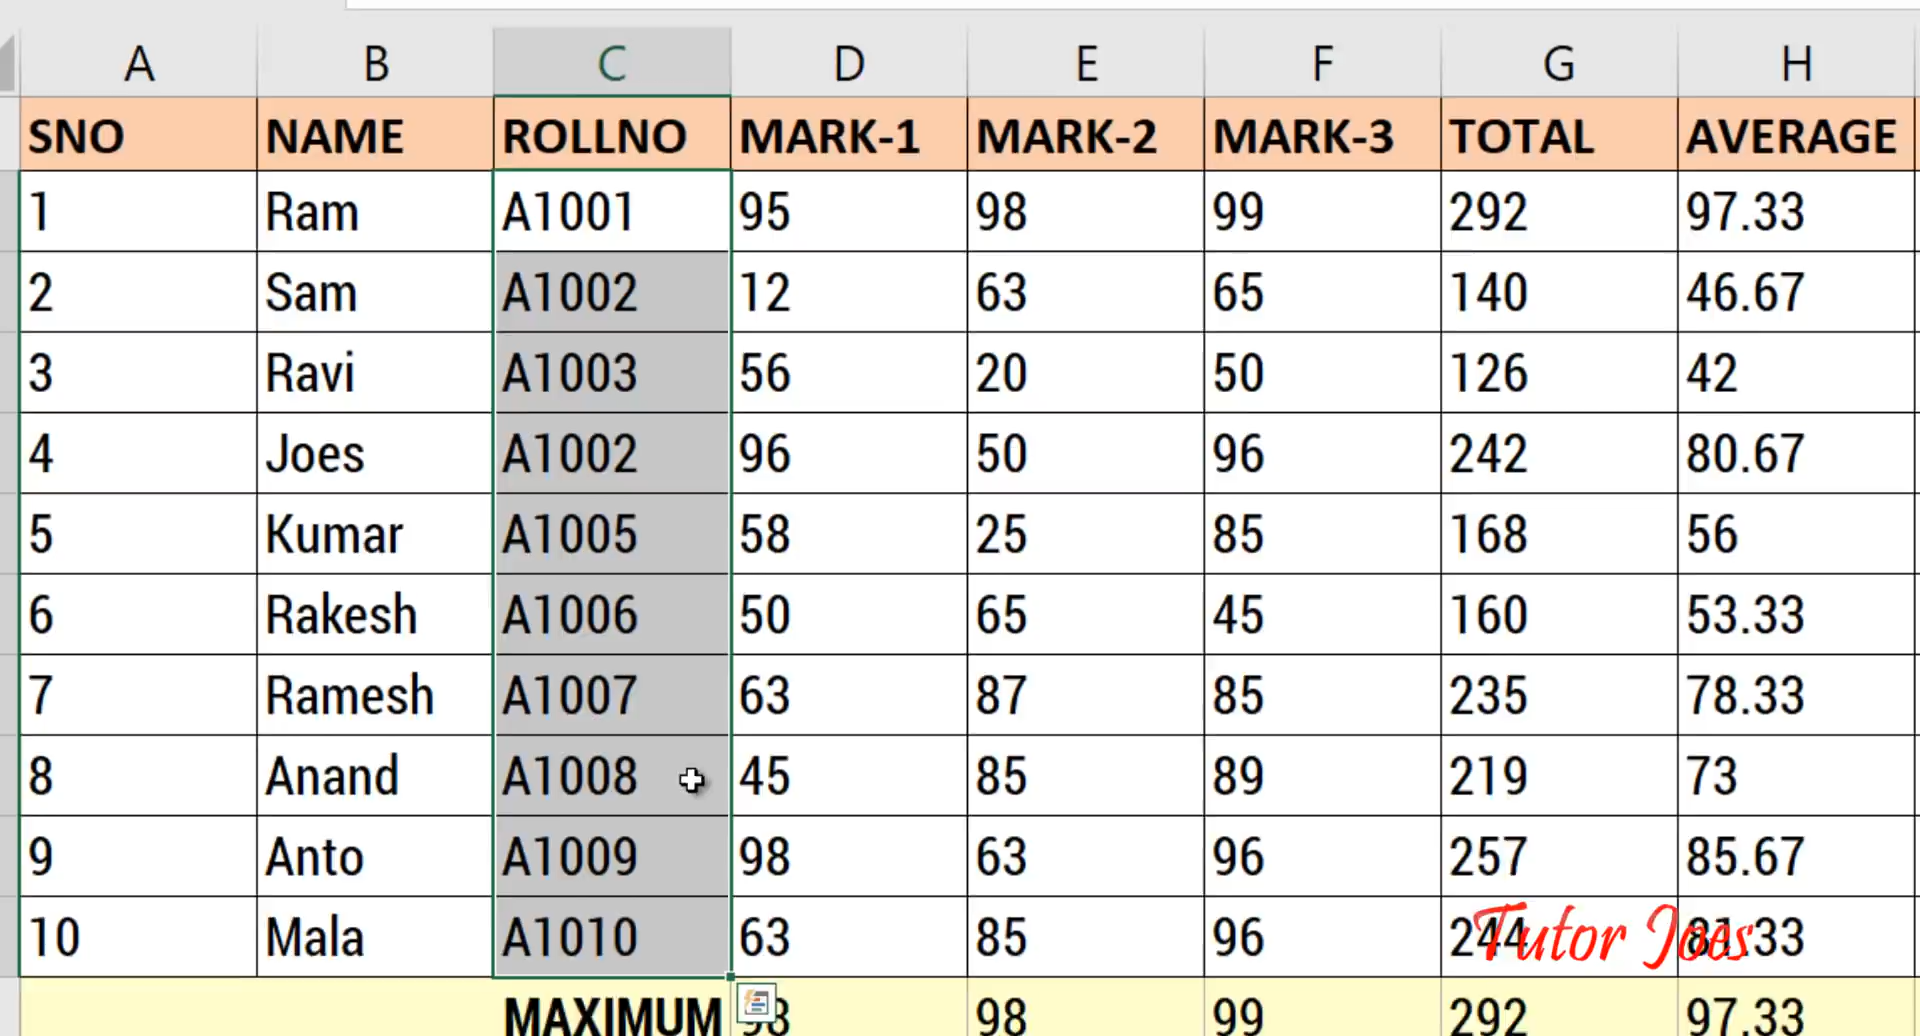 A B C D E F G H
SNO NAME ROLLNO MARK-1 MARK-2 MARK-3 TOTAL AVERAGE
1 Ram A1001 95 98 99 292 97.33
2 Sam A1002 12 63 65 140 46.67
3 Ravi A1003 56 20 50 126 42
4 Joes A1002 96 50 96 242 80.67
5 Kumar A1005 58 25 85 168 56
6 Rakesh A1006 50 65 45 160 53.33
7 Ramesh A1007 63 87 85 235 78.33
8 Anand A1008 45 85 89 219 73
9 Anto A1009 98 63 96 257 85.67
10 Mala A1010 63 85 96 244 81.33
Tutor Joes
MAXIMUM 98 98 99 292 97.33